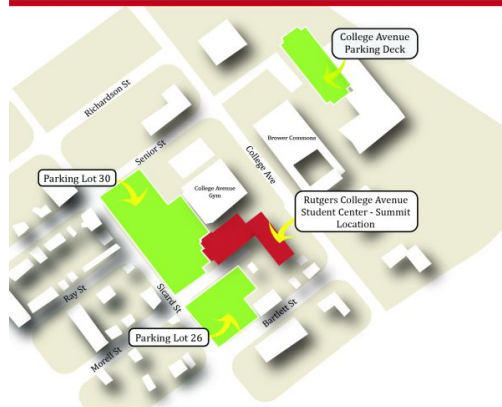 College Avenue
Parking Deck
Richardson St
Senior St
College Ave
Brower Commons
Parking Lot 30
College Avenue
Gym
Rutgers College Avenue
Student Center - Summit
Location
Ray St
Sicard St
Bartlett St
Morell St
Parking Lot 26